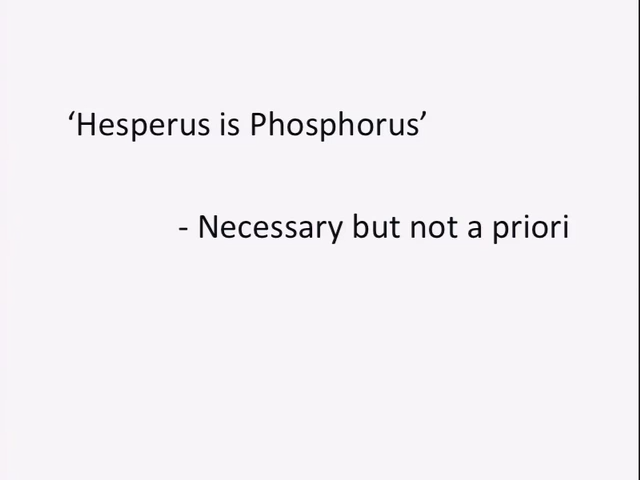 ‘Hesperus is Phosphorus’
- Necessary but not a priori